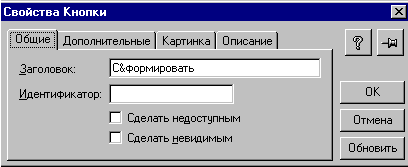 Свойства Кнопки
Общие Дополнительные Картинка Описание
Заголовок: С&формировать
Идентификатор:
Сделать недоступным
Сделать невидимым
?
OK
Отмена
Обновить